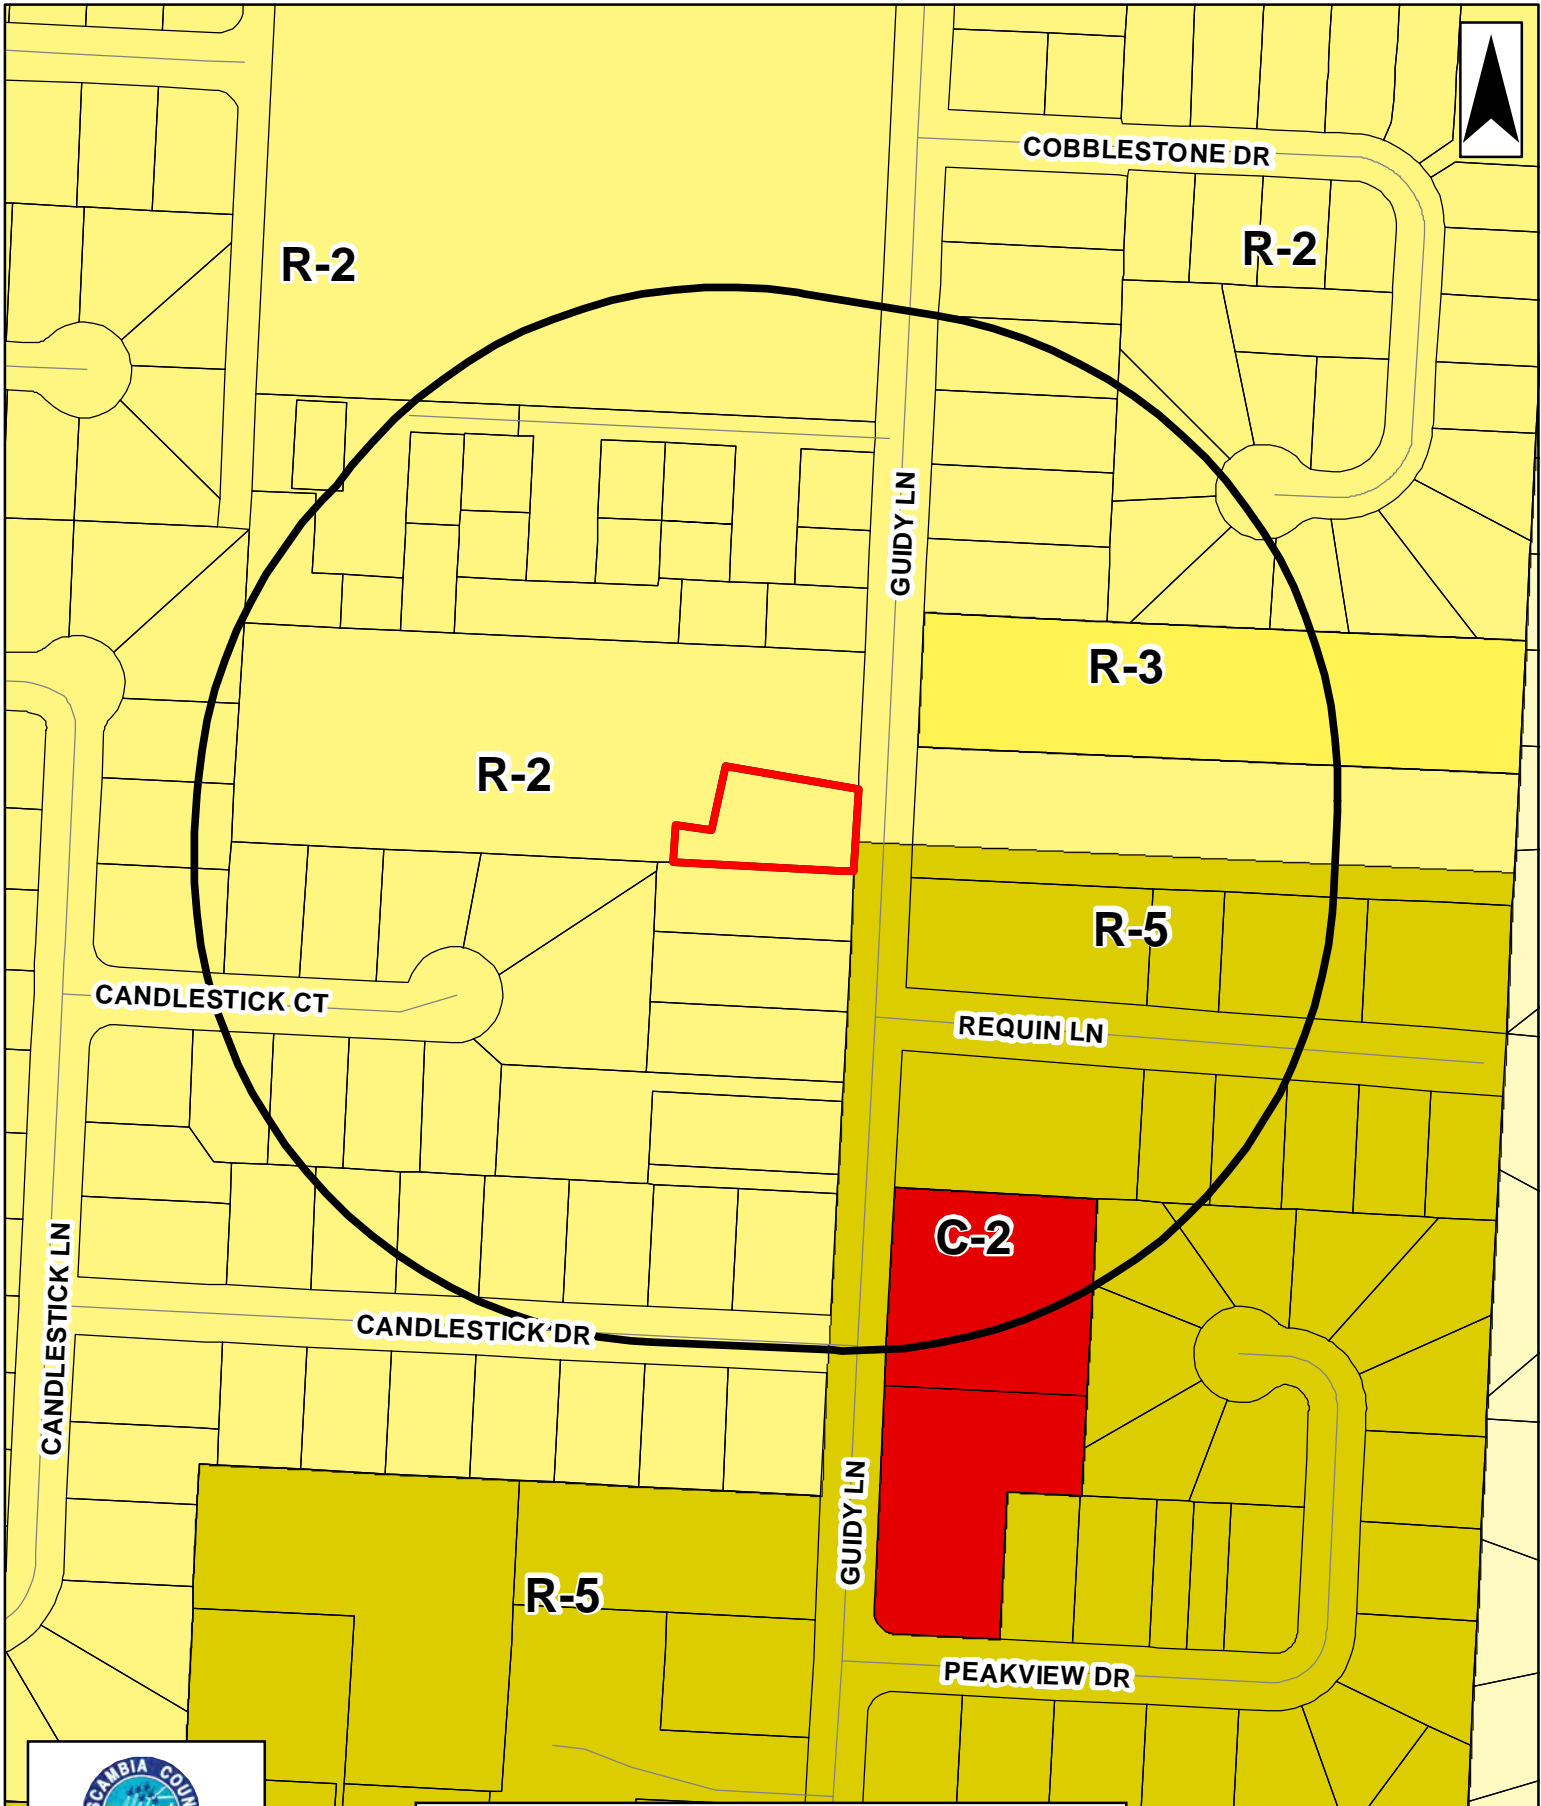 COBBLESTONE DR
R-2
R-2
GUIDY LN
R-3
R-2
R-5
CANDLESTICK CT
REQUIN LN
C-2
CANDLESTICK LN
CANDLESTICK DR
GUIDY LN
R-5
PEAKVIEW DR